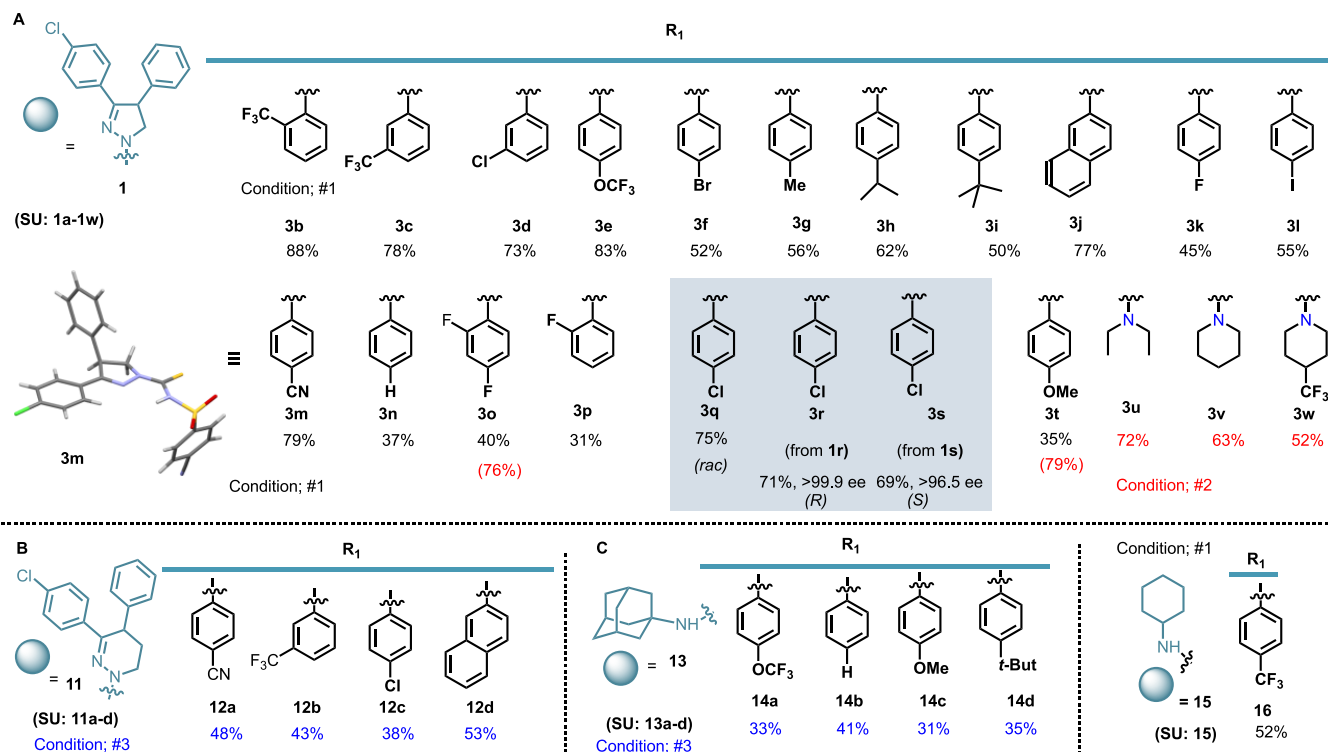 A
R1
Cl
N
N
=
1
(SU: 1a-1w)
F3C
F3C
Cl
OCF3
Br
Me
F
I
Condition; #1
3b
3c
3d
3e
3f
3g
3h
3i
3j
3k
3l
88%
78%
73%
83%
52%
56%
62%
50%
77%
45%
55%
3m
≡
CN
H
F
F
F
Cl
Cl
Cl
OMe
N
N
N
CF3
3m
3n
3o
3p
3q
3r
3s
3t
3u
3v
3w
79%
37%
40%
31%
75%
(from 1r)
(from 1s)
35%
72%
63%
52%
(76%)
(rac)
71%, >99.9 ee
69%, >96.5 ee
(79%)
(R)
(S)
Condition; #1
Condition; #2
B
R1
Cl
N
N
= 11
(SU: 11a-d)
Condition; #3
CN
F3C
Cl
12a
12b
12c
12d
48%
43%
38%
53%
C
R1
NH
= 13
(SU: 13a-d)
Condition; #3
OCF3
H
OMe
t-But
14a
14b
14c
14d
33%
41%
31%
35%
Condition; #1
R1
NH
= 15
(SU: 15)
CF3
16
52%